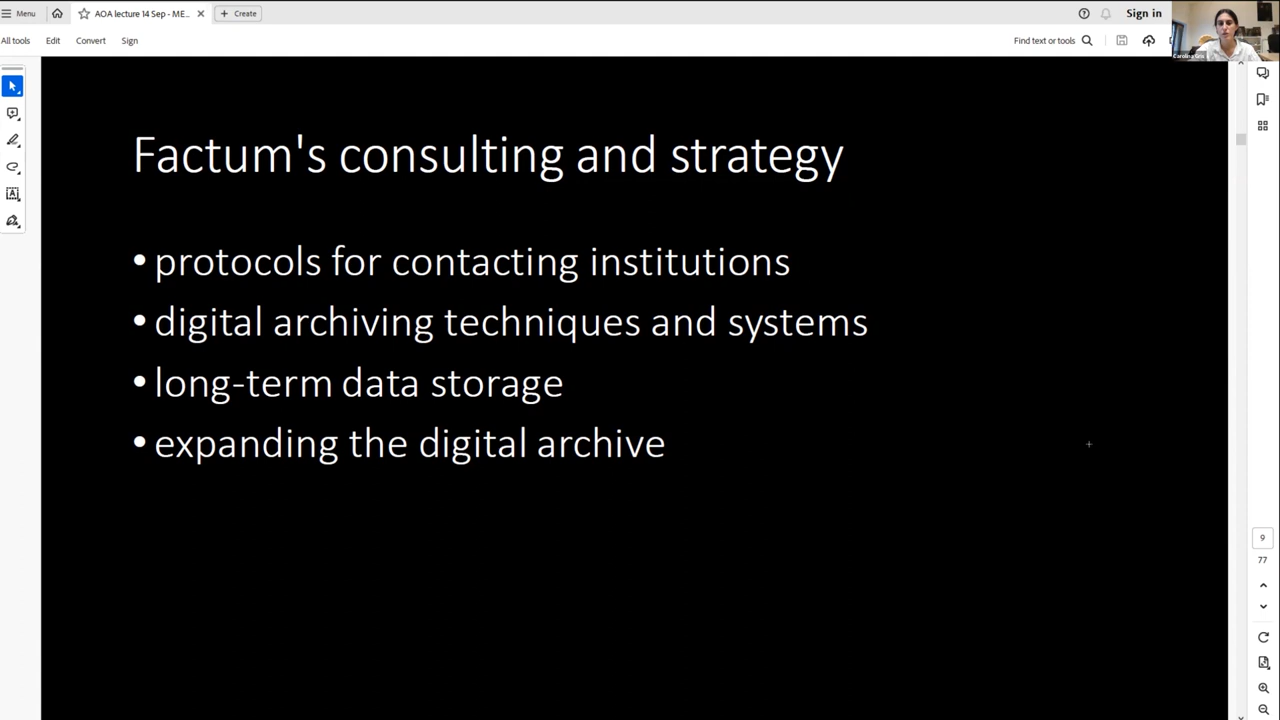 Menu
AOA lecture 14 Sep - ME...
Create
Sign in
All tools
Edit
Convert
Sign
Find text or tools
Factum's consulting and strategy
• protocols for contacting institutions
• digital archiving techniques and systems
• long-term data storage
• expanding the digital archive
9
77